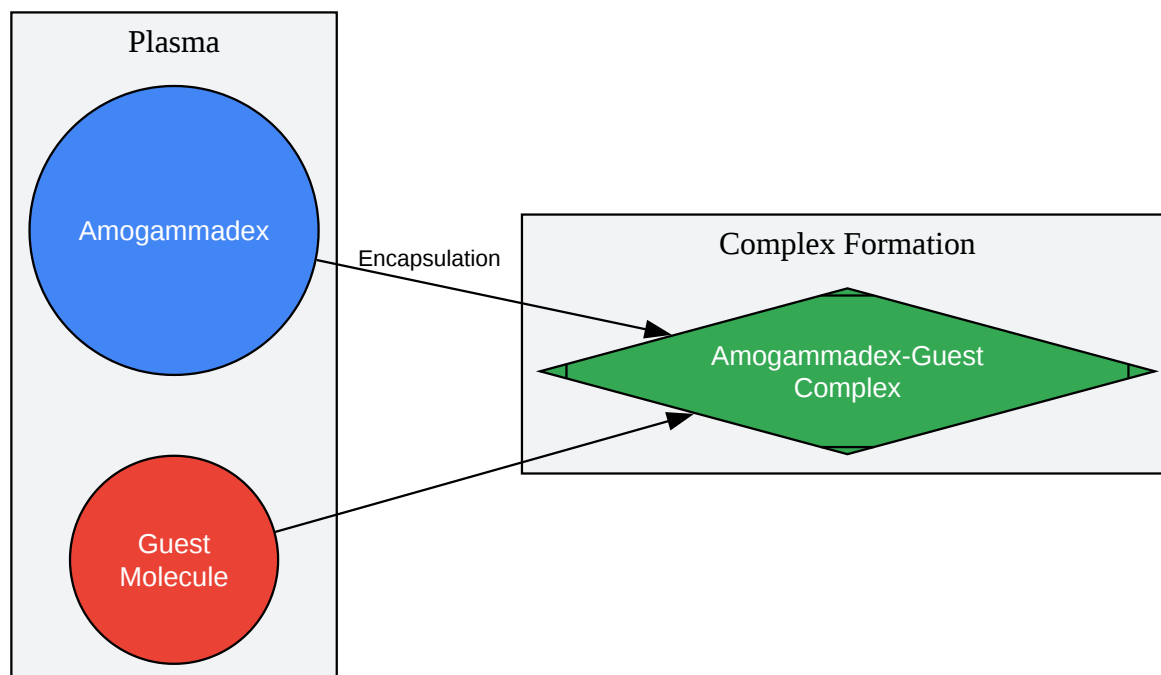 Plasma
Amogammadex
Encapsulation
Complex Formation
Amogammadex-Guest
Complex
Guest
Molecule